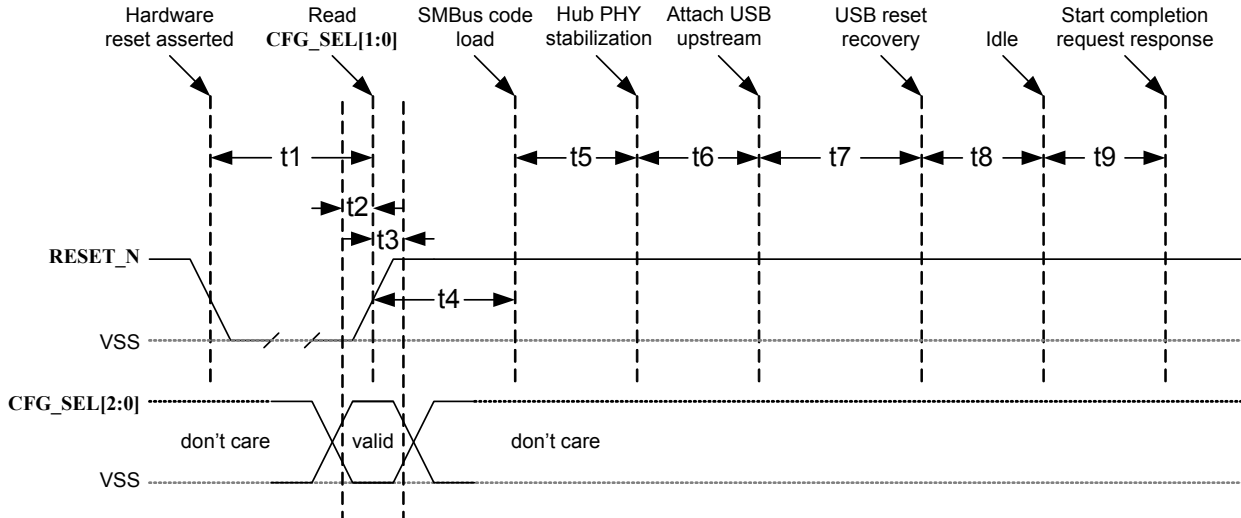 Hardware
reset asserted
Read
CFG_SEL[1:0]
SMBus code
load
Hub PHY
stabilization
Attach USB
upstream
USB reset
recovery
Idle
Start completion
request response
t1
t5
t6
t7
t8
t9
t2
t3
RESET_N
t4
VSS
CFG_SEL[2:0]
don't care
valid
don't care
VSS